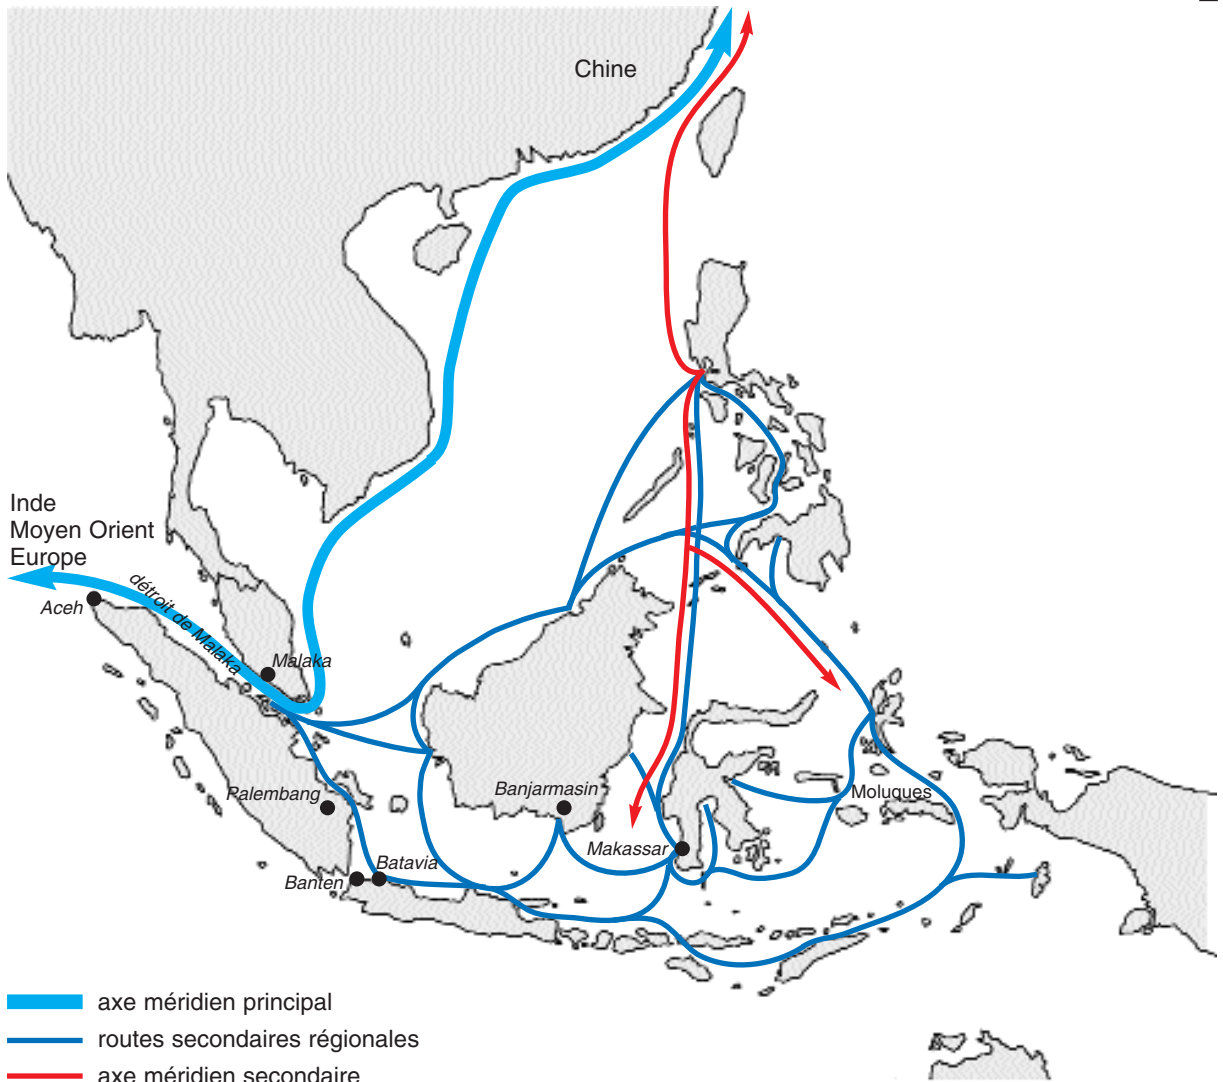 Chine
Inde
Moyen Orient
Europe
détroit de Malaka
Aceh
Malaka
Palembang
Banjarmasin
Moluques
Makassar
Batavia
Banten
axe méridien principal
routes secondaires régionales
axe méridien secondaire